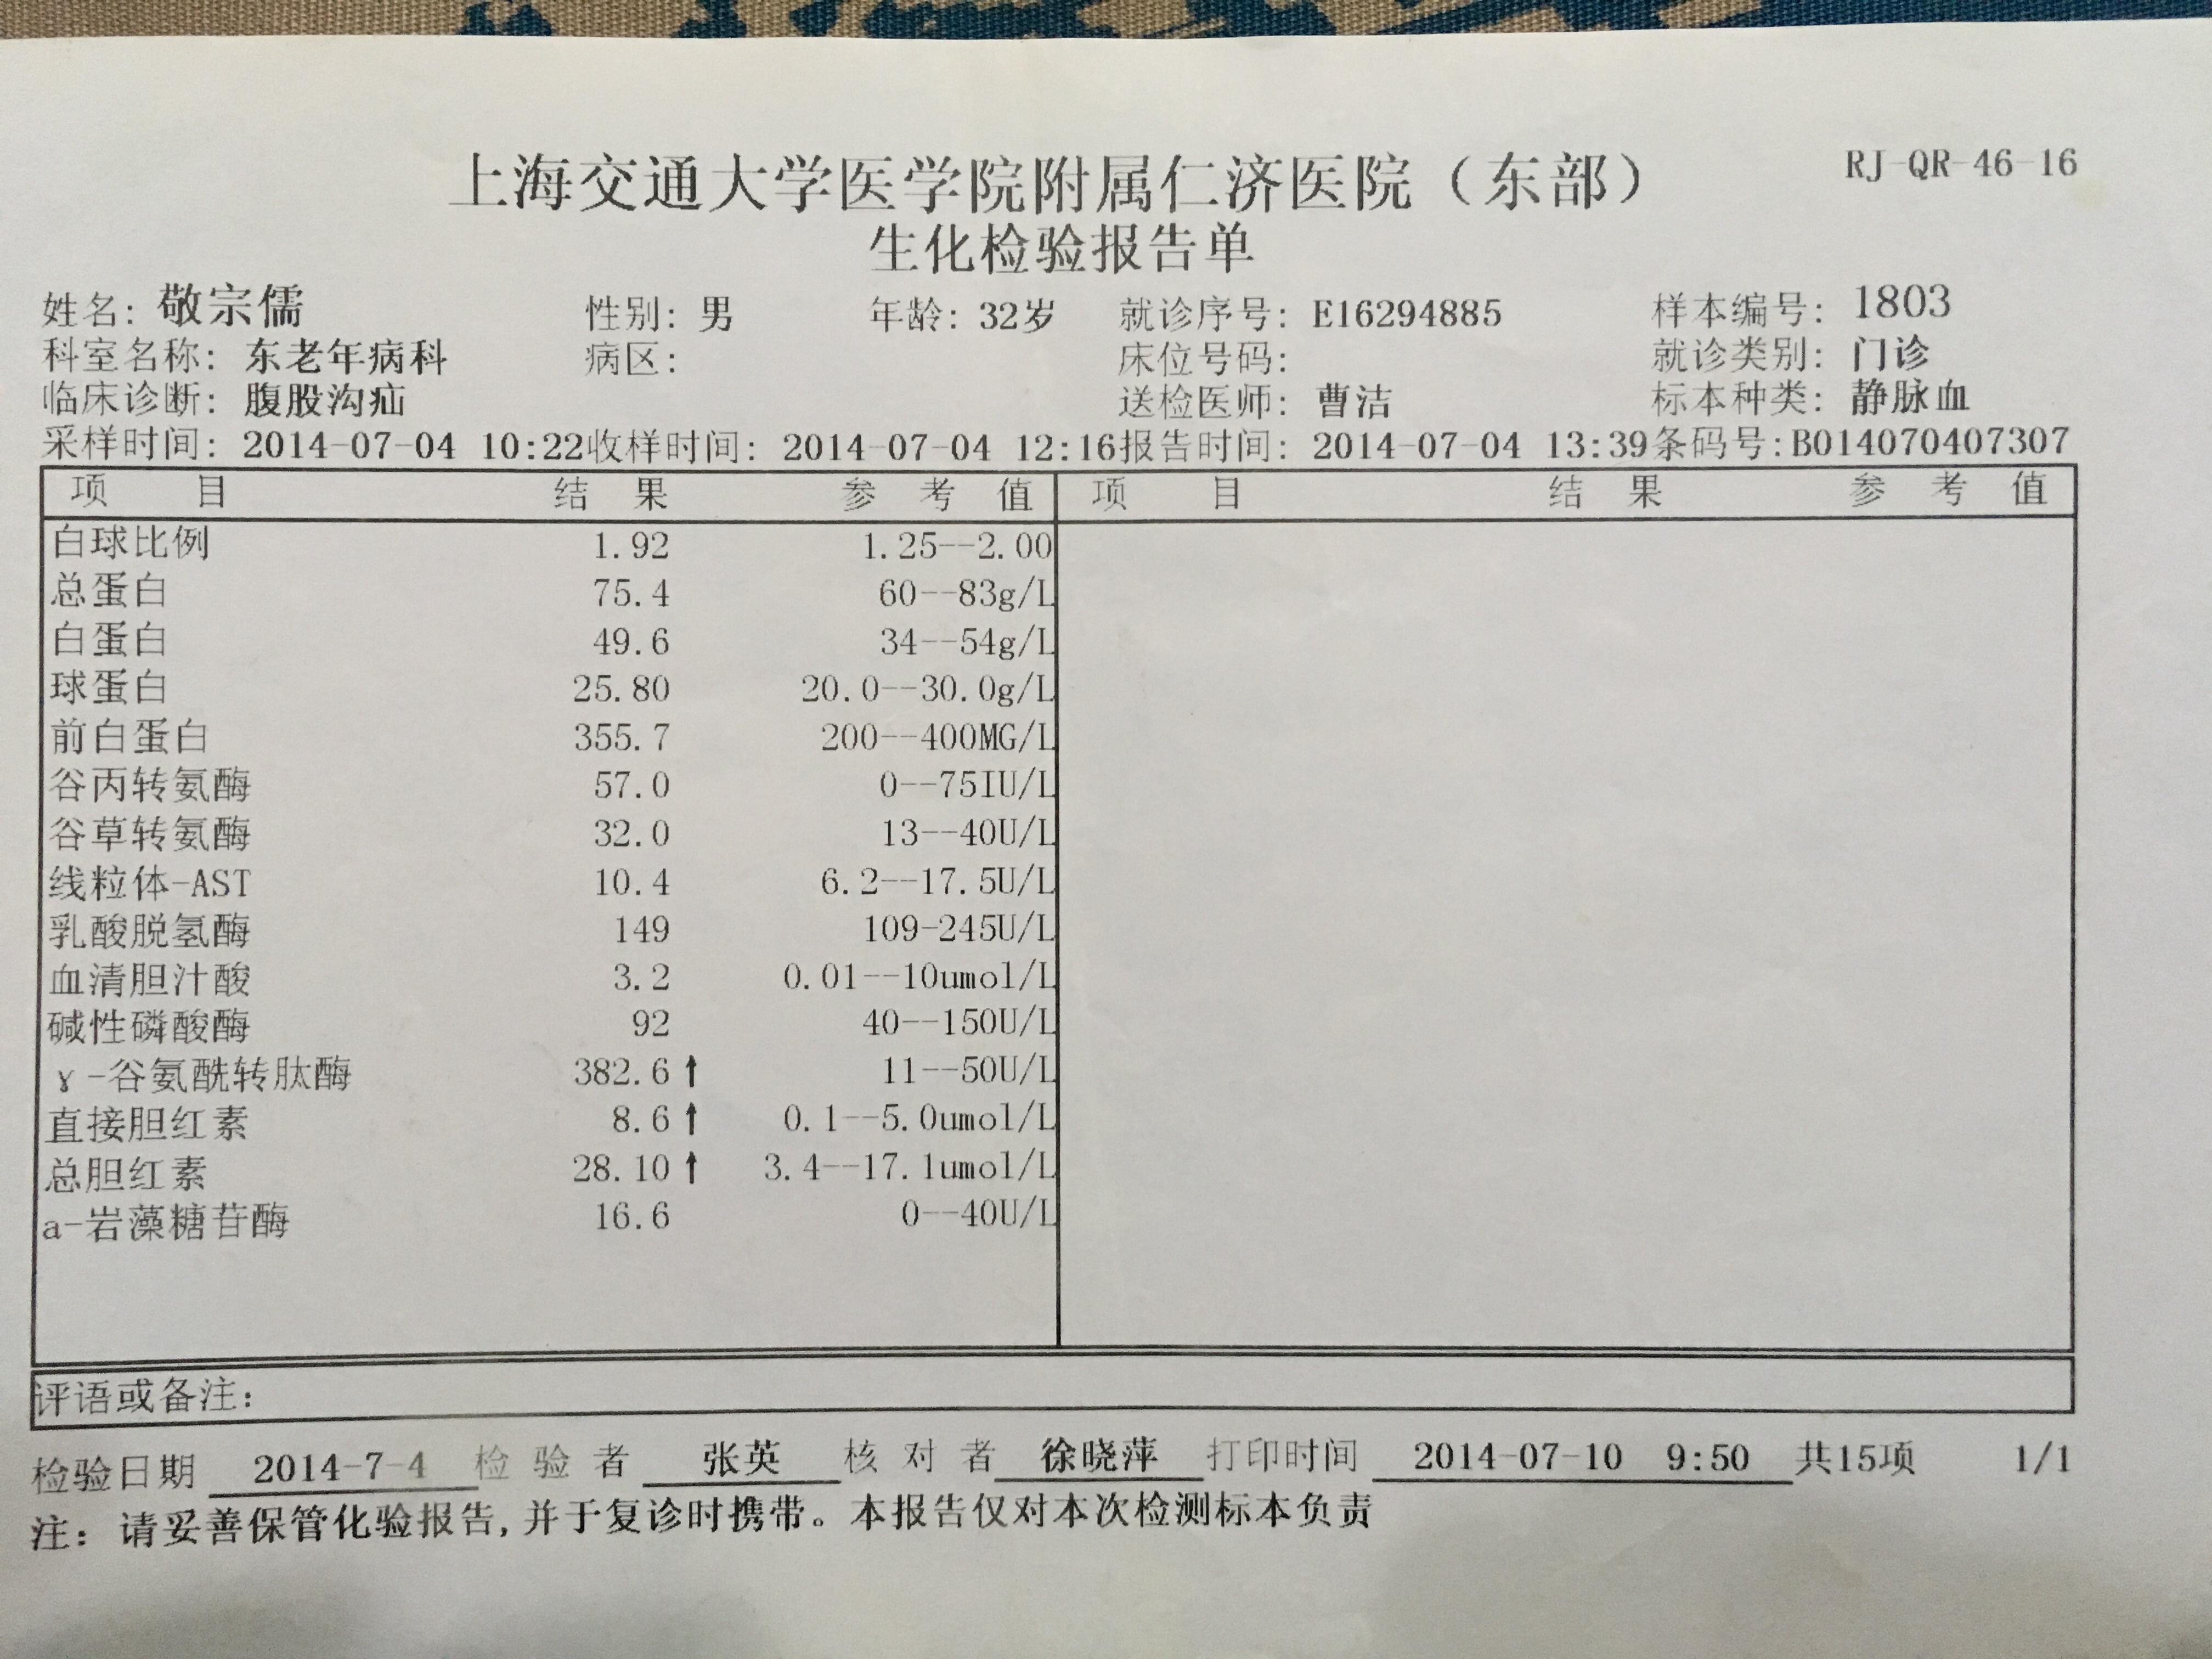 上海交通大学医学院附属仁济医院（东部） RJ-QR-46-16
生化检验报告单
姓名: 敬宗儒 性别: 男 年龄: 32岁 就诊序号: E16294885 样本编号: 1803
科室名称: 东老年病科 病区: 床位号码: 就诊类别: 门诊
临床诊断: 腹股沟疝 送检医师: 曹洁 标本种类: 静脉血
采样时间: 2014-07-04 10:22收样时间: 2014-07-04 12:16报告时间: 2014-07-04 13:39条码号:B014070407307
项 目 结 果 参 考 值 项 目 结 果 参 考 值
白球比例 1.92 1.25--2.00
总蛋白 75.4 60--83g/L
白蛋白 49.6 34--54g/L
球蛋白 25.80 20.0--30.0g/L
前白蛋白 355.7 200--400MG/L
谷丙转氨酶 57.0 0--75IU/L
谷草转氨酶 32.0 13--40U/L
线粒体-AST 10.4 6.2--17.5U/L
乳酸脱氢酶 149 109-245U/L
血清胆汁酸 3.2 0.01--10umol/L
碱性磷酸酶 92 40--150U/L
γ-谷氨酰转肽酶 382.6↑ 11--50U/L
直接胆红素 8.6↑ 0.1--5.0umol/L
总胆红素 28.10↑ 3.4--17.1umol/L
a-岩藻糖苷酶 16.6 0--40U/L
评语或备注:
检验日期 2014-7-4 检 验 者 张英 核 对 者 徐晓萍 打印时间 2014-07-10 9:50 共15项 1/1
注: 请妥善保管化验报告,并于复诊时携带。本报告仅对本次检测标本负责